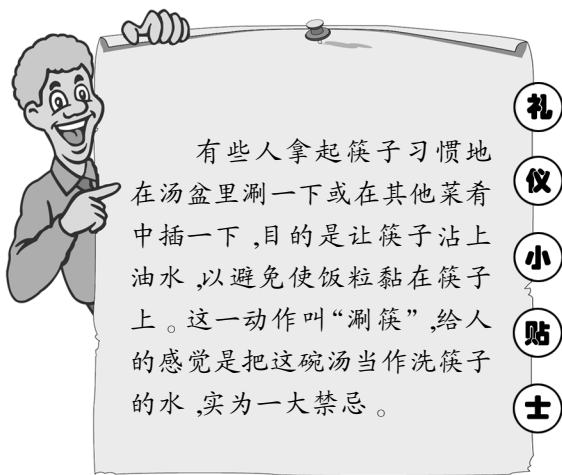 有些人拿起筷子习惯地
在汤盆里涮一下或在其他菜肴
中插一下,目的是让筷子沾上
油水,以避免使饭粒黏在筷子
上。这一动作叫“涮筷”,给人
的感觉是把这碗汤当作洗筷子
的水,实为一大禁忌。
礼
仪
小
贴
士